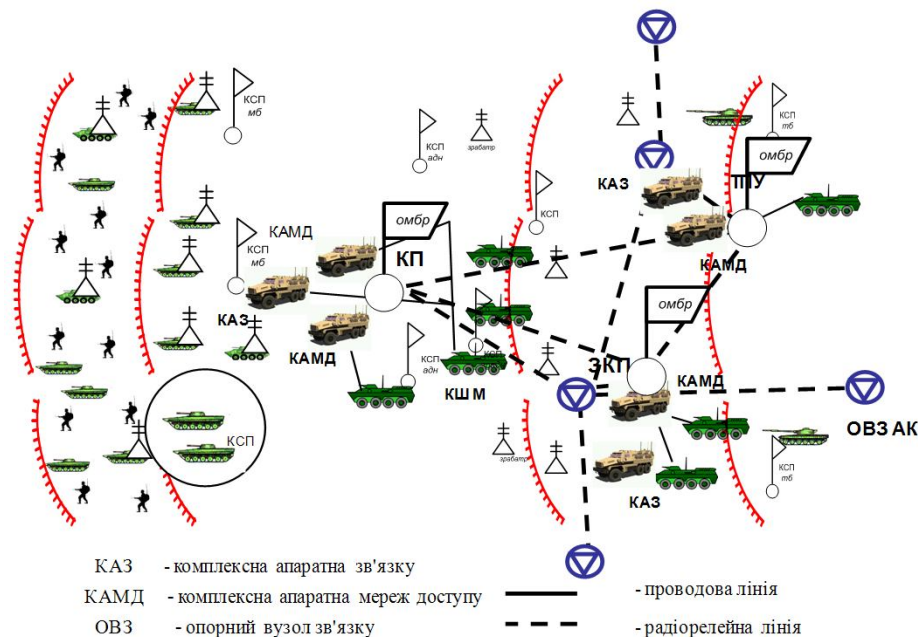 КСП
мб
КСП
адн
зрабатр
КСП
тб
омбр
КАЗ
ППУ
КАМД
КСП
КАМД
омбр
КП
КСП
мб
КАЗ
КАМД
омбр
КСП
адн
КСП
КШМ
ЗКП
КАМД
ОВЗ АК
КСП
зрабатр
КАЗ
КСП
тб
КАЗ - комплексна апаратна зв'язку
КАМД - комплексна апаратна мереж доступу
- проводова лінія
ОВЗ - опорний вузол зв'язку
- радіорелейна лінія